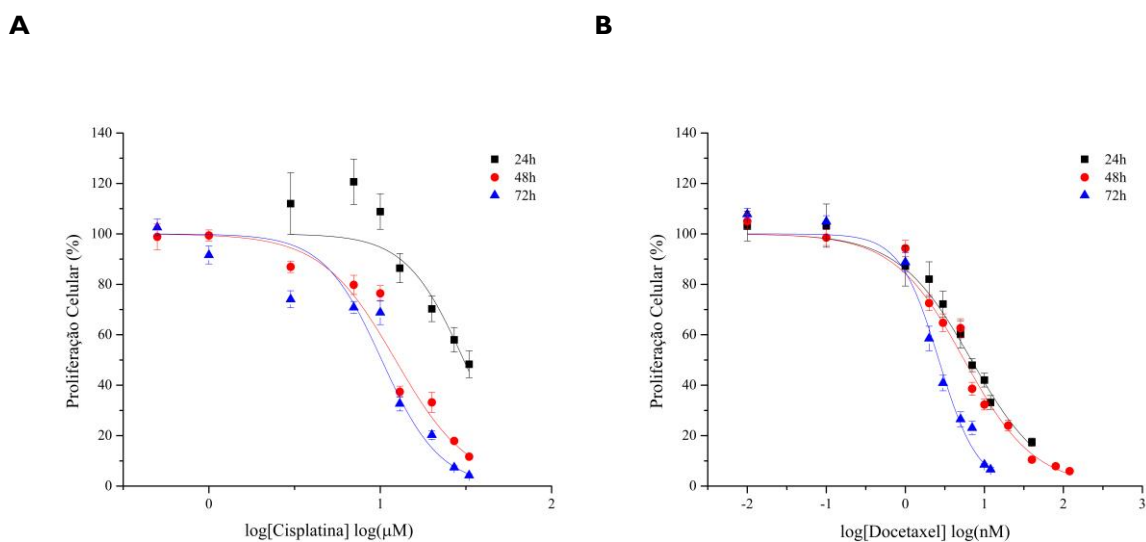 A
B
140
120
100
80
60
40
20
0
0
1
2
Proliferação Celular (%)
log[Cisplatina] log(μM)
24h
48h
72h
140
120
100
80
60
40
20
0
-2
-1
0
1
2
3
Proliferação Celular (%)
log[Docetaxel] log(nM)
24h
48h
72h